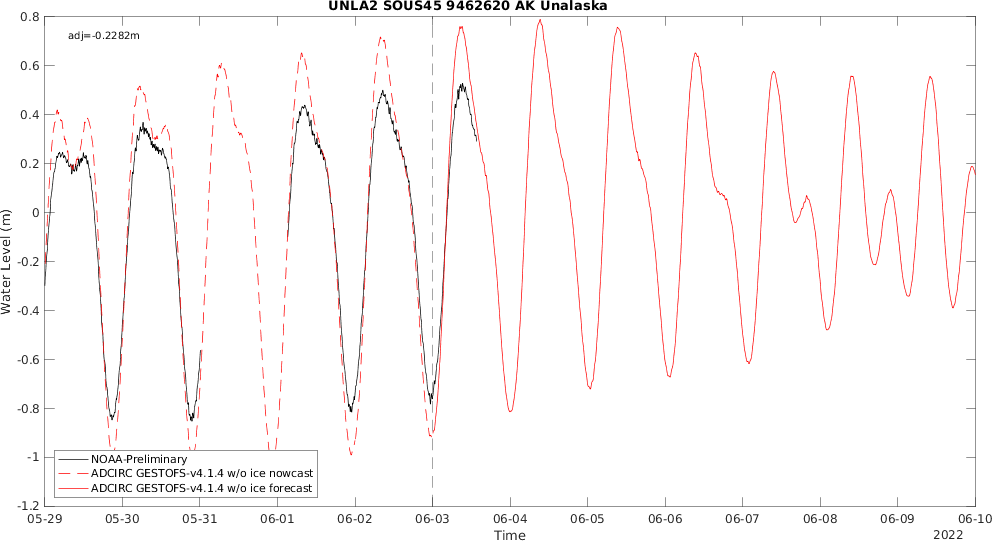 UNLA2 SOUS45 9462620 AK Unalaska
adj=-0.2282m
0.8
0.6
0.4
0.2
0
-0.2
-0.4
-0.6
-0.8
-1
-1.2
Water Level (m)
NOAA-Preliminary
ADCIRC GESTOFS-v4.1.4 w/o ice nowcast
ADCIRC GESTOFS-v4.1.4 w/o ice forecast
05-29 05-30 05-31 06-01 06-02 06-03 06-04 06-05 06-06 06-07 06-08 06-09 06-10
Time
2022